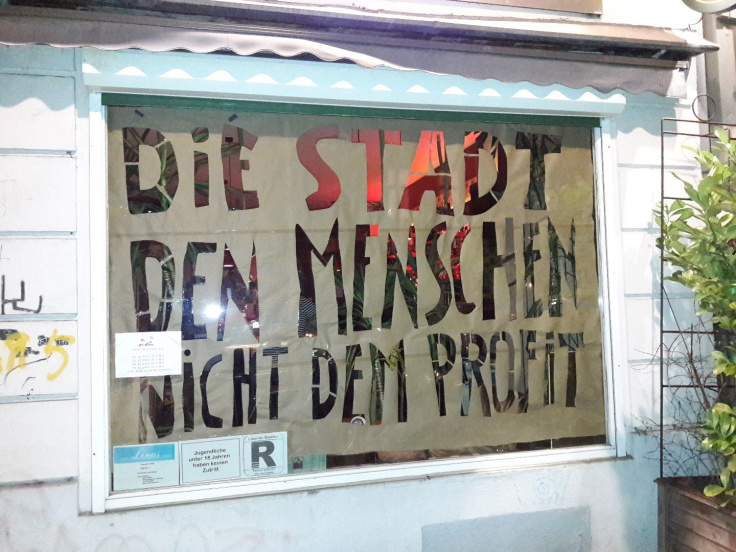 DiE STADT
DEN MENSCHEN
NiCHT DEM PROFiT
Jugendliche
unter 18 Jahren
haben keinen
Zutritt
R